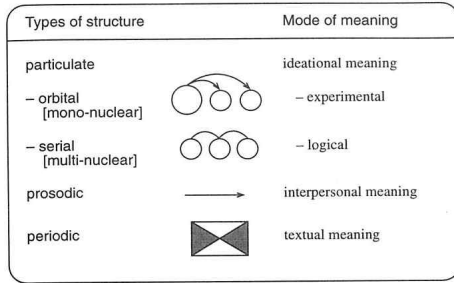 Types of structure Mode of meaning
particulate ideational meaning
– orbital – experimental
[mono-nuclear]
– serial – logical
[multi-nuclear]
prosodic interpersonal meaning
periodic textual meaning